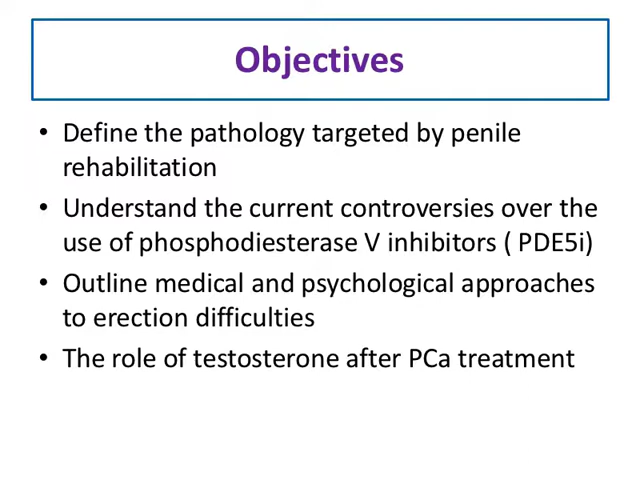 Objectives
• Define the pathology targeted by penile
rehabilitation
• Understand the current controversies over the
use of phosphodiesterase V inhibitors ( PDE5i)
• Outline medical and psychological approaches
to erection difficulties
• The role of testosterone after PCa treatment